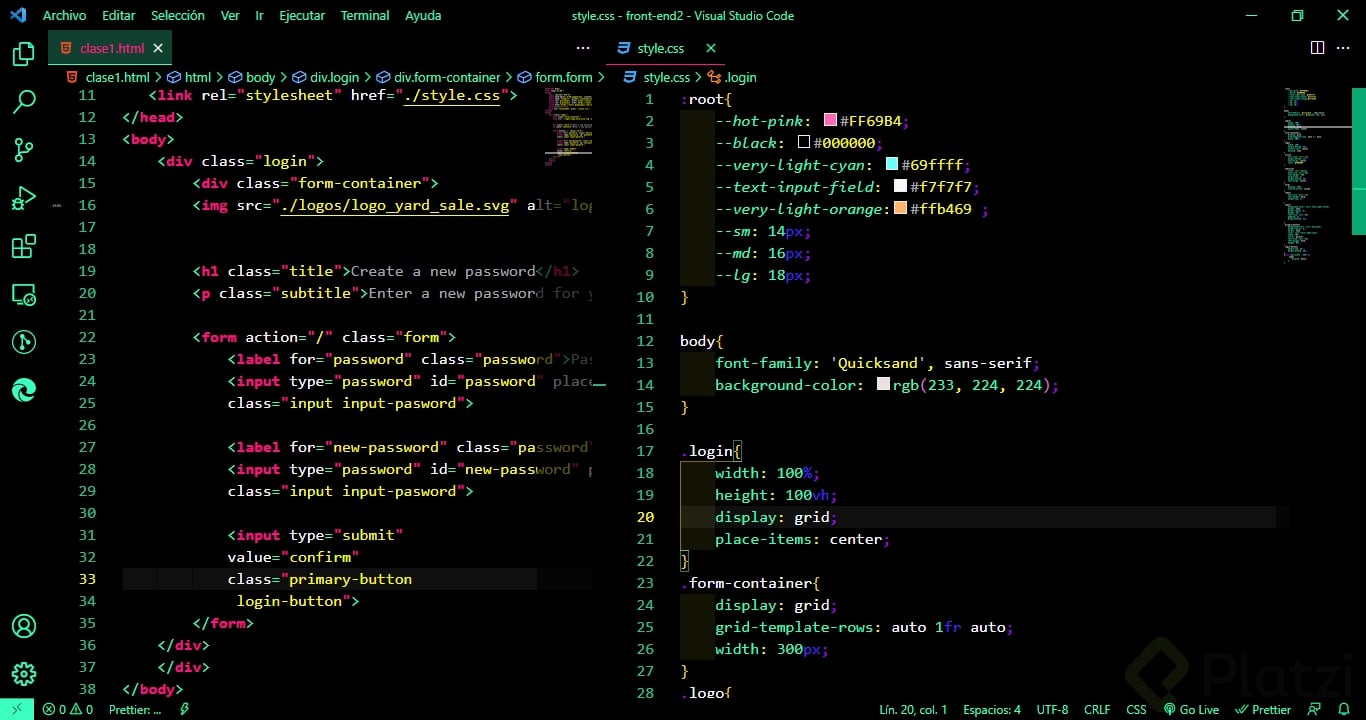 Archivo Editar Selección Ver Ir Ejecutar Terminal Ayuda
style.css - front-end2 - Visual Studio Code
clase1.html
clase1.html > html > body > div.login > div.form-container > form.form >
11 <link rel="stylesheet" href="./style.css">
12 </head>
13 <body>
14 <div class="login">
15 <div class="form-container">
16 <img src="./logos/logo_yard_sale.svg" alt="log
17
18
19 <h1 class="title">Create a new password</h1>
20 <p class="subtitle">Enter a new password for y
21
22 <form action="/" class="form">
23 <label for="password" class="password">Pas
24 <input type="password" id="password" place
25 class="input input-pasword">
26
27 <label for="new-password" class="password"
28 <input type="password" id="new-password" p
29 class="input input-pasword">
30
31 <input type="submit"
32 value="confirm"
33 class="primary-button
34 login-button">
35 </form>
36 </div>
37 </div>
38 </body>
style.css
style.css > .login
1 :root{
2 --hot-pink: #FF69B4;
3 --black: #000000;
4 --very-light-cyan: #69ffff;
5 --text-input-field: #f7f7f7;
6 --very-light-orange: #ffb469 ;
7 --sm: 14px;
8 --md: 16px;
9 --lg: 18px;
10 }
11
12 body{
13 font-family: 'Quicksand', sans-serif;
14 background-color: rgb(233, 224, 224);
15 }
16
17 .login{
18 width: 100%;
19 height: 100vh;
20 display: grid;
21 place-items: center;
22 }
23 .form-container{
24 display: grid;
25 grid-template-rows: auto 1fr auto;
26 width: 300px;
27 }
28 .logo{
Platzi
0 0 Prettier: ...
Lín. 20, col. 1 Espacios: 4 UTF-8 CRLF CSS Go Live Prettier